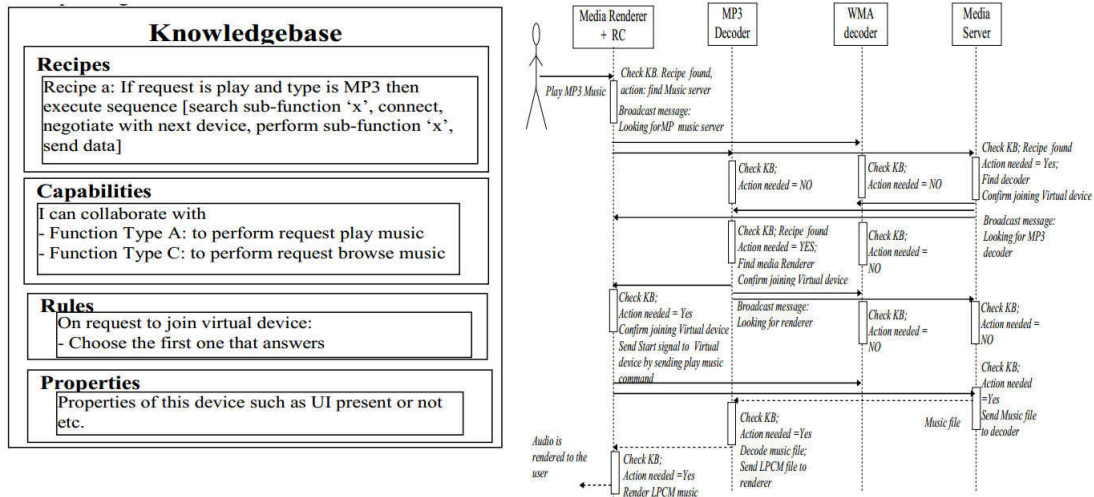 Knowledgebase
Recipes
Recipe a: If request is play and type is MP3 then
execute sequence [search sub-function ‘x’, connect,
negotiate with next device, perform sub-function ‘x’,
send data]
Capabilities
I can collaborate with
- Function Type A: to perform request play music
- Function Type C: to perform request browse music
Rules
On request to join virtual device:
- Choose the first one that answers
Properties
Properties of this device such as UI present or not
etc.
Media Renderer
+ RC
MP3
Decoder
WMA
decoder
Media
Server
Play MP3 Music
Check KB. Recipe found,
action: find Music server
Broadcast message:
Looking forMP music server
Check KB;
Action needed = NO
Check KB;
Action needed = NO
Check KB; Recipe found
Action needed = Yes;
Find decoder
Confirm joining Virtual device
Broadcast message:
Looking for MP3
decoder
Check KB; Recipe found
Action needed = YES;
Find media Renderer
Confirm joining Virtual device
Check KB;
Action needed =
NO
Check KB;
Action needed = Yes
Confirm joining Virtual device
Send Start signal to Virtual
device by sending play music
command
Broadcast message:
Looking for renderer
Check KB;
Action needed =
NO
Check KB;
Action needed =
NO
Check KB;
Action needed
=Yes
Send Music file
to decoder
Music file
Check KB;
Action needed =Yes
Decode music file;
Send LPCM file to
renderer
Audio is
rendered to the
user
Check KB;
Action needed =Yes
Render LPCM music